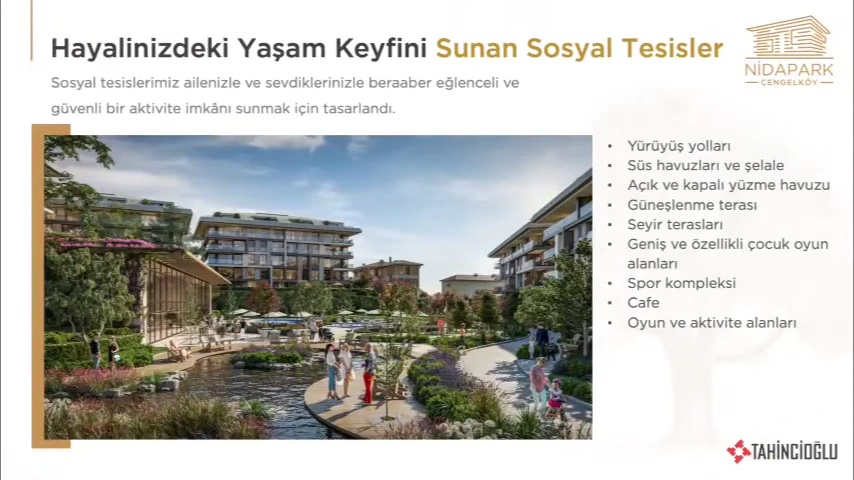 Hayalinizdeki Yaşam Keyfini Sunan Sosyal Tesisler
NİDAPARK
ÇENGELKÖY
Sosyal tesislerimiz ailenizle ve sevdiklerinizle beraaber eğlenceli ve
güvenli bir aktivite imkânı sunmak için tasarlandı.
• Yürüyüş yolları
• Süs havuzları ve şelale
• Açık ve kapalı yüzme havuzu
• Güneşlenme terası
• Seyir terasları
• Geniş ve özellikli çocuk oyun
alanları
• Spor kompleksi
• Cafe
• Oyun ve aktivite alanları
TAHİNCİOĞLU